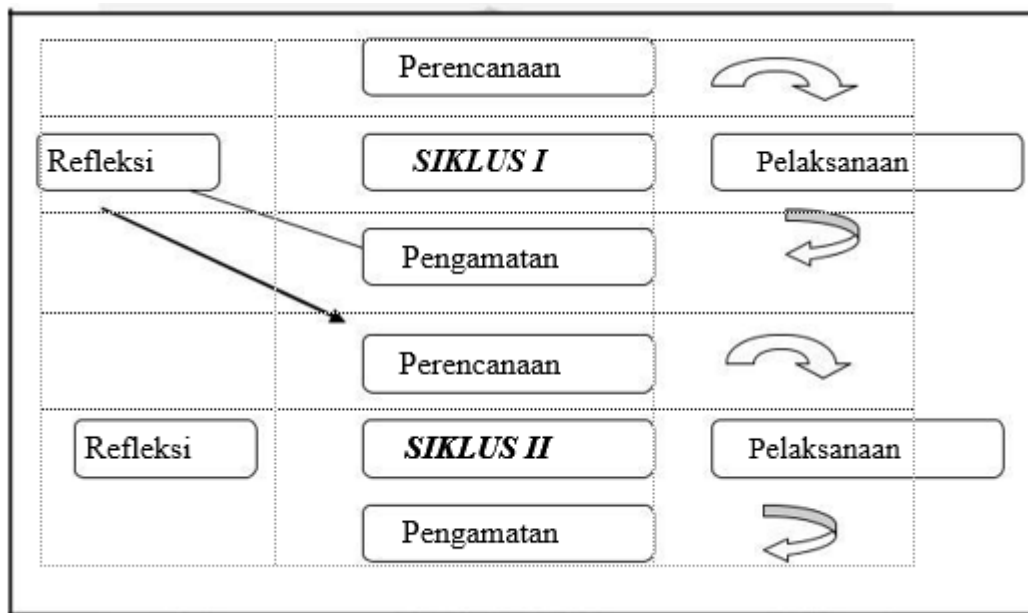 Perencanaan
Refleksi
SIKLUS I
Pelaksanaan
Pengamatan
Perencanaan
Refleksi
SIKLUS II
Pelaksanaan
Pengamatan